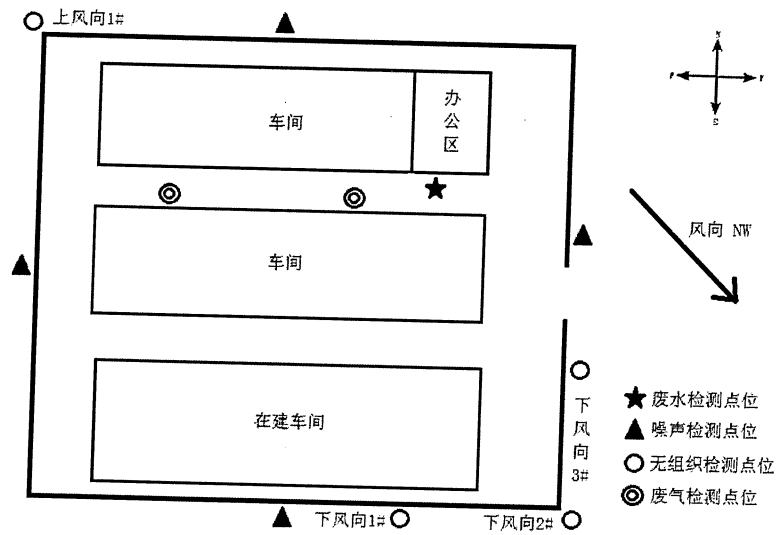 上风向1#
N
S
车间
办公区
风向 NW
车间
在建车间
下风向3#
废水检测点位
噪声检测点位
无组织检测点位
废气检测点位
下风向1#
下风向2#